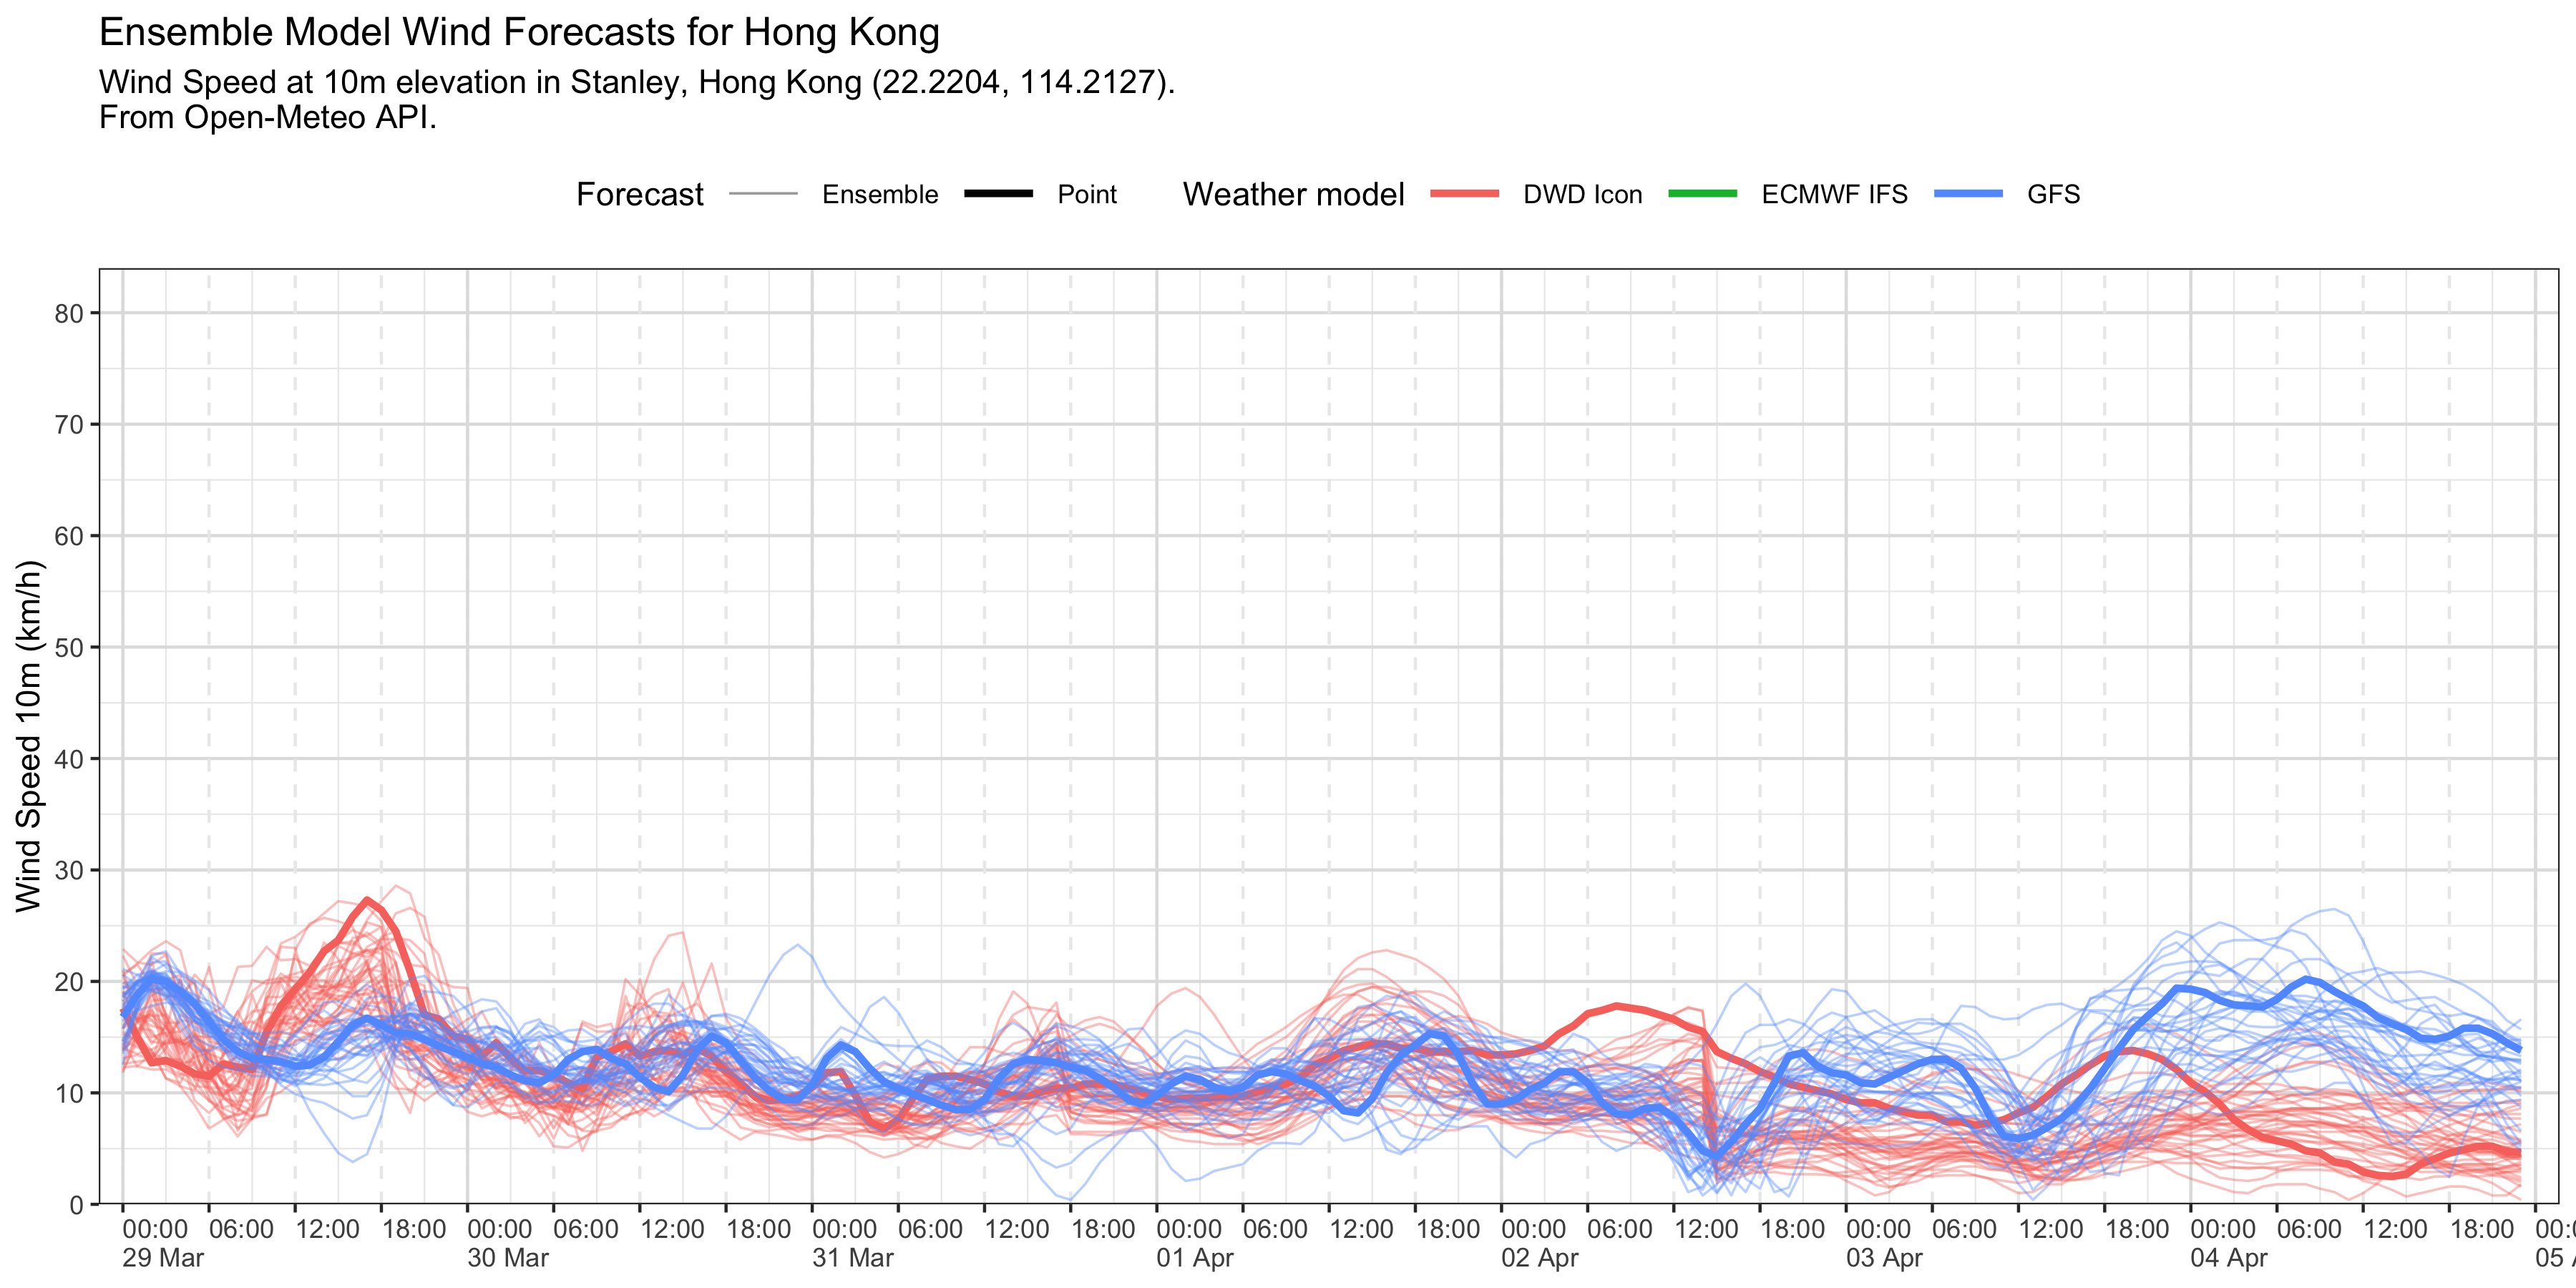 Ensemble Model Wind Forecasts for Hong Kong
Wind Speed at 10m elevation in Stanley, Hong Kong (22.2204, 114.2127).
From Open-Meteo API.
Forecast Ensemble Point Weather model DWD Icon ECMWF IFS GFS
Wind Speed 10m (km/h)
80
70
60
50
40
30
20
10
0
00:00 06:00 12:00 18:00 00:00 06:00 12:00 18:00 00:00 06:00 12:00 18:00 00:00 06:00 12:00 18:00 00:00 06:00 12:00 18:00 00:00 06:00 12:00 18:00 00:00 06:00 12:00 18:00
29 Mar 30 Mar 31 Mar 01 Apr 02 Apr 03 Apr 04 Apr 05